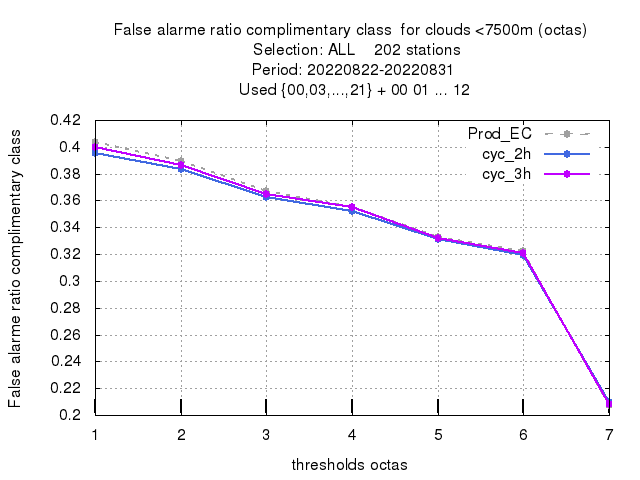 False alarme ratio complimentary class  for clouds <7500m (octas)
Selection: ALL    202 stations
Period: 20220822-20220831
Used {00,03,...,21} + 00 01 ... 12
False alarme ratio complimentary class
0.42
0.4
0.38
0.36
0.34
0.32
0.3
0.28
0.26
0.24
0.22
0.2
Prod_EC
cyc_2h
cyc_3h
1 2 3 4 5 6 7
thresholds octas